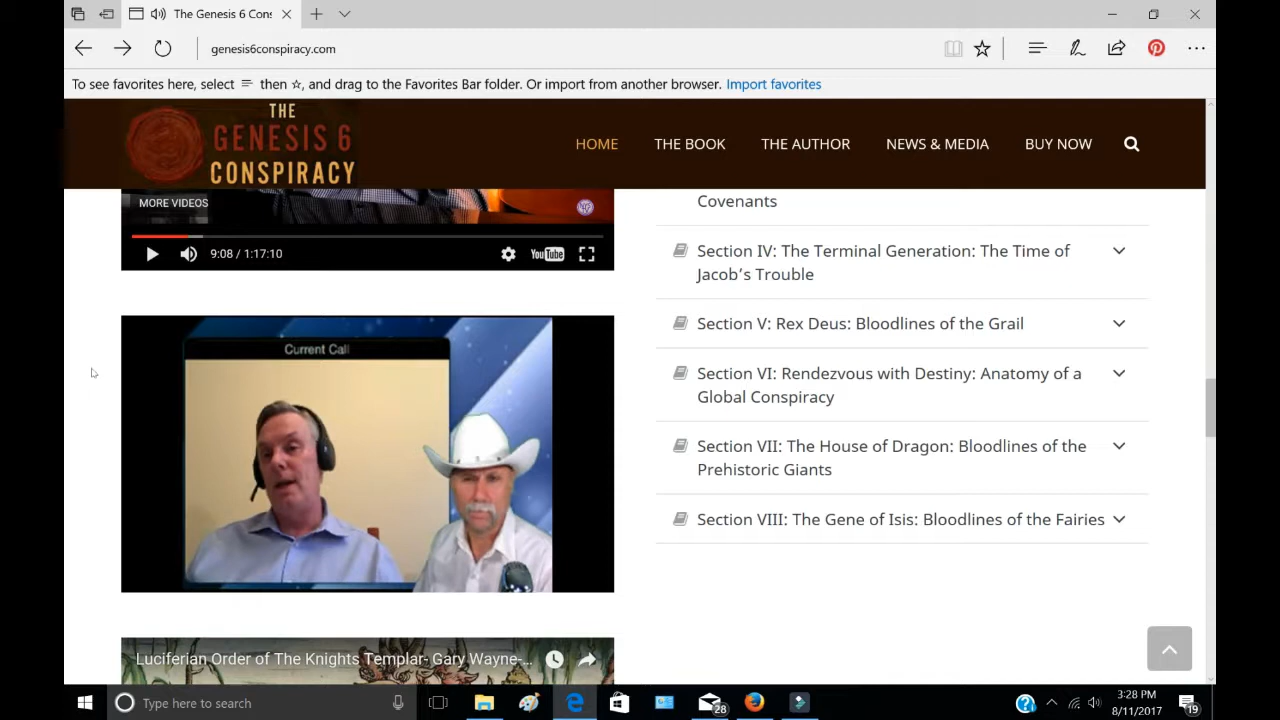 The Genesis 6 Cons
genesis6conspiracy.com
To see favorites here, select then ☆, and drag to the Favorites Bar folder. Or import from another browser. Import favorites
THE
GENESIS 6
CONSPIRACY
HOME THE BOOK THE AUTHOR NEWS & MEDIA BUY NOW
MORE VIDEOS
9:08 / 1:17:10
YouTube
Covenants
Section IV: The Terminal Generation: The Time of
Jacob’s Trouble
Section V: Rex Deus: Bloodlines of the Grail
Section VI: Rendezvous with Destiny: Anatomy of a
Global Conspiracy
Section VII: The House of Dragon: Bloodlines of the
Prehistoric Giants
Section VIII: The Gene of Isis: Bloodlines of the Fairies
Current Call
Luciferian Order of The Knights Templar- Gary Wayne-...
Type here to search
28
3:28 PM
8/11/2017
19